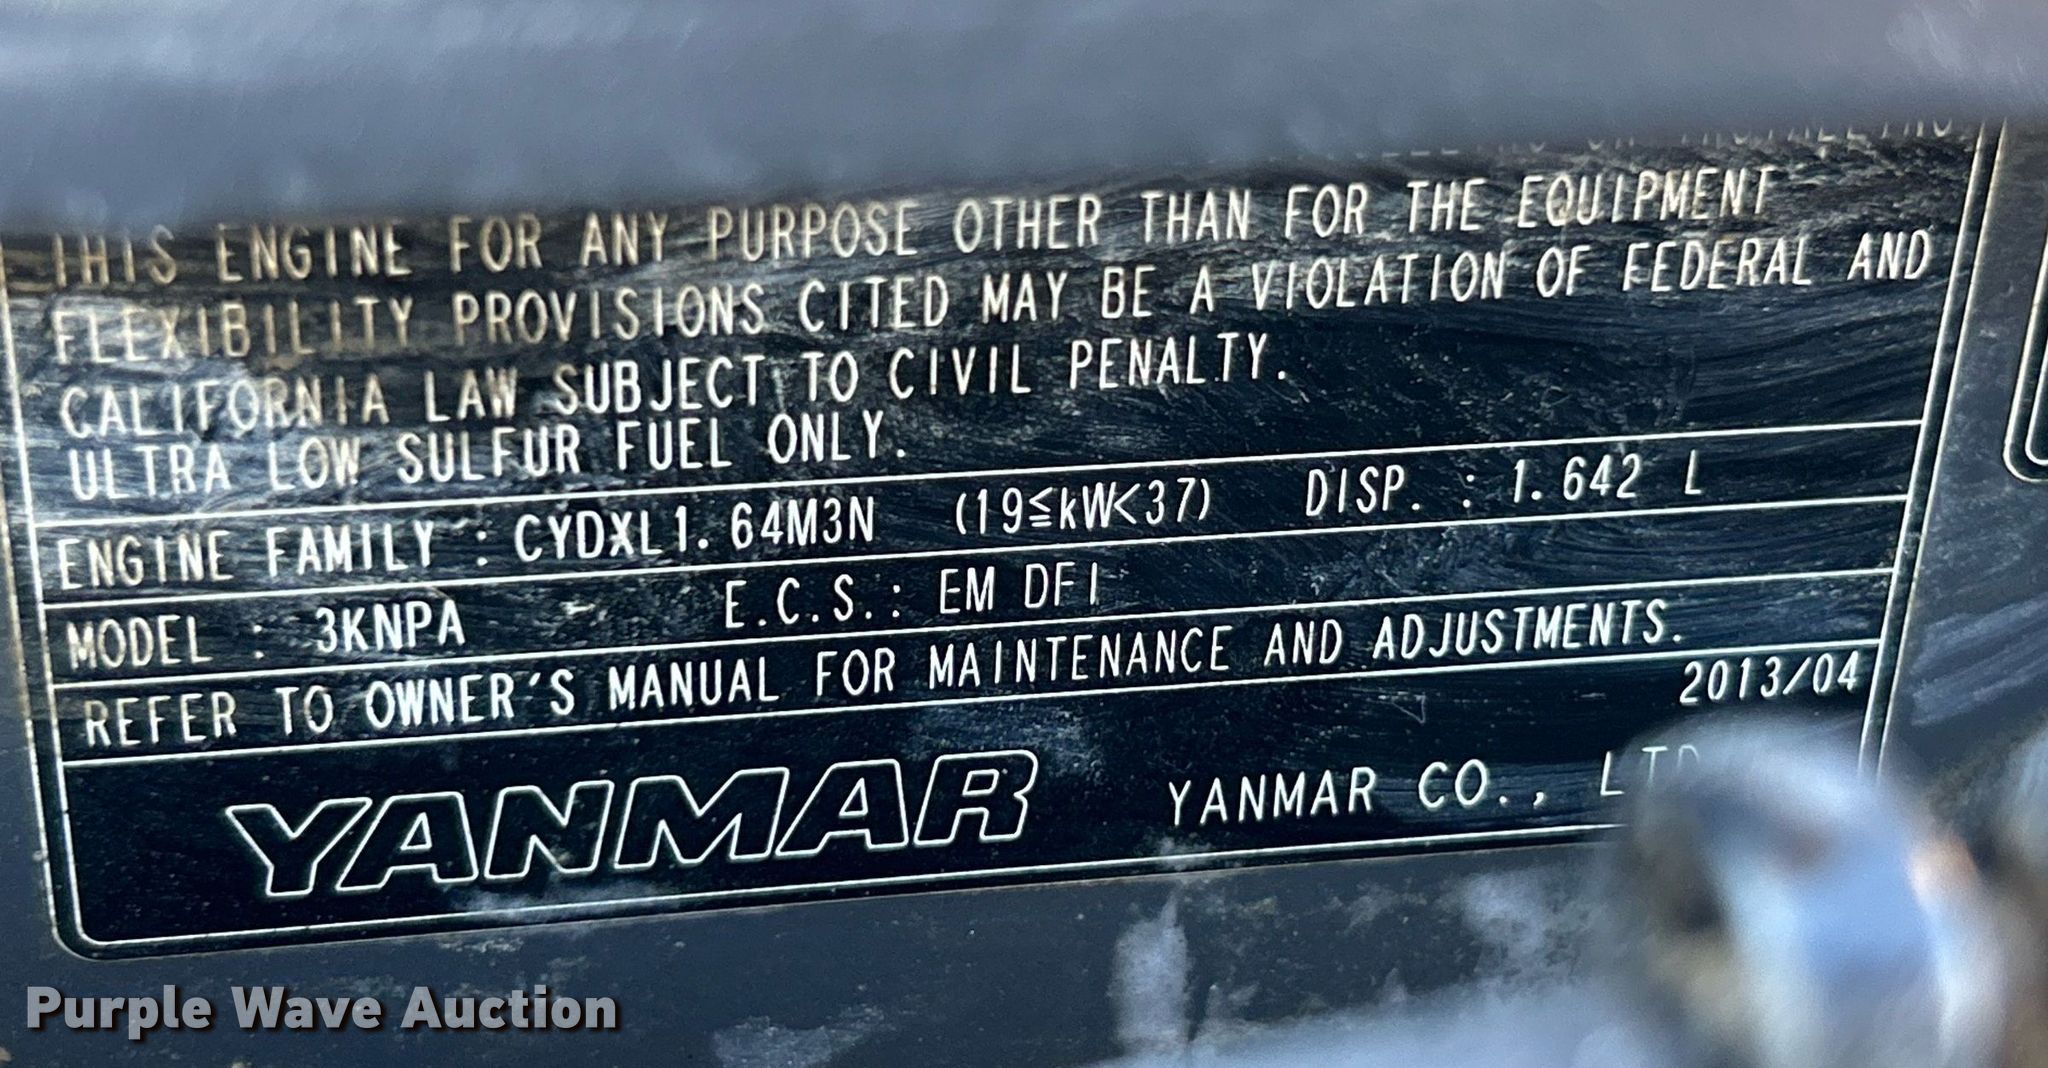 THIS ENGINE FOR ANY PURPOSE OTHER THAN FOR THE EQUIPMENT
FLEXIBILITY PROVISIONS CITED MAY BE A VIOLATION OF FEDERAL AND
CALIFORNIA LAW SUBJECT TO CIVIL PENALTY.
ULTRA LOW SULFUR FUEL ONLY.
ENGINE FAMILY : CYDXL1.64M3N (19≦kW<37) DISP. : 1.642 L
MODEL : 3KNPA E.C.S.: EM DFI
REFER TO OWNER'S MANUAL FOR MAINTENANCE AND ADJUSTMENTS.
2013/04
YANMAR YANMAR CO., LTD
Purple Wave Auction